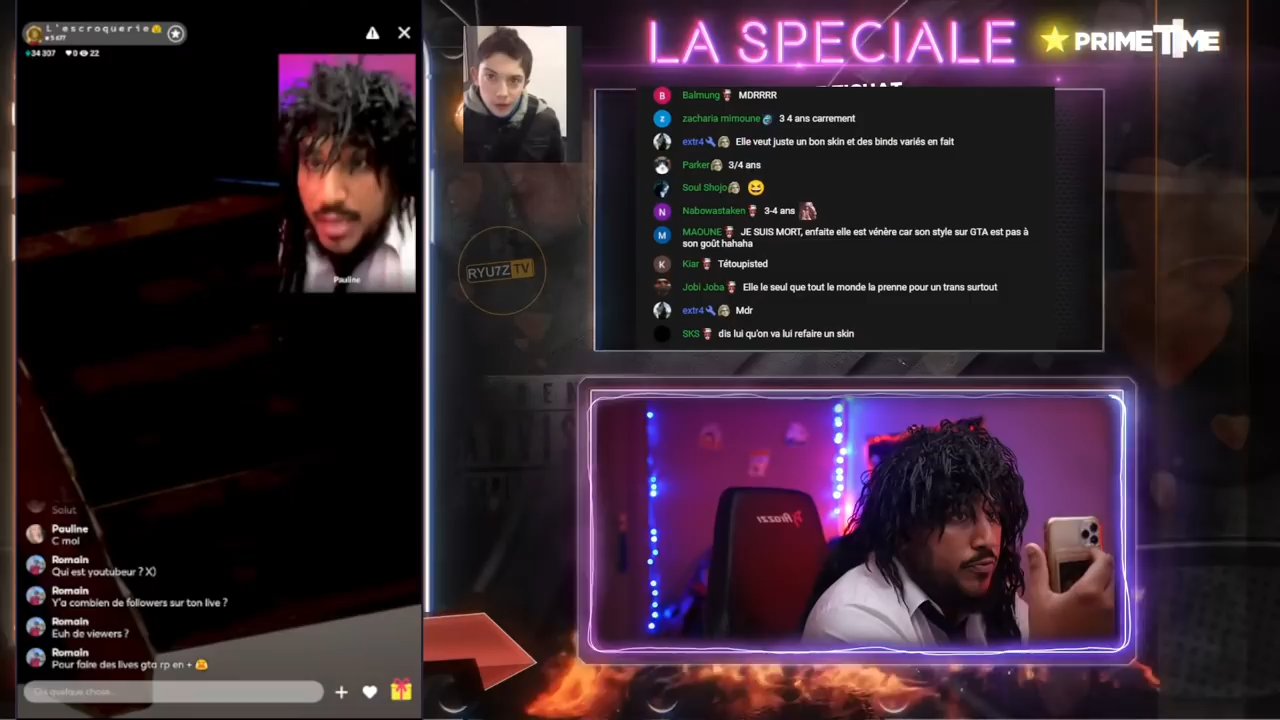 L'escroquerie
5 677
34 307
0
22
Pauline
Salut
Pauline
C moi
Romain
Qui est youtubeur ? X)
Romain
Y'a combien de followers sur ton live ?
Romain
Euh de viewers ?
Romain
Pour faire des lives gta rp en +
Dis quelque chose...
RYU7Z TV
LA SPECIALE
PRIMETIME
B Balmung MDRRRR
z zacharia mimoune 3 4 ans carrement
extr4 Elle veut juste un bon skin et des binds variés en fait
Parker 3/4 ans
Soul Shojo
N Nabowastaken 3-4 ans
M MAOUNE JE SUIS MORT, enfaite elle est vénère car son style sur GTA est pas à
son goût hahaha
K Kiar Tétoupisted
Jobi Joba Elle le seul que tout le monde la prenne pour un trans surtout
extr4 Mdr
SKS dis lui qu'on va lui refaire un skin
Arozzi